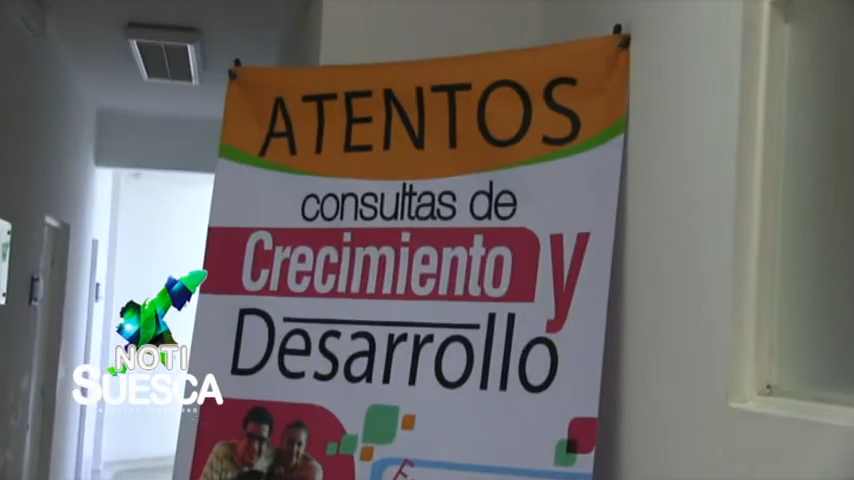 ATENTOS
consultas de
Crecimiento y
Desarrollo
NOTI
SUESCA